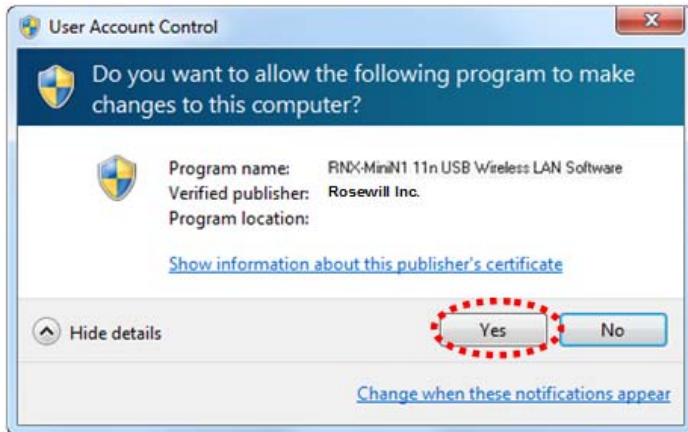 User Account Control
Do you want to allow the following program to make
changes to this computer?
Program name: RNX-MiniN1 11n USB Wireless LAN Software
Verified publisher: Rosewill Inc.
Program location:
Show information about this publisher's certificate
Hide details Yes No
Change when these notifications appear